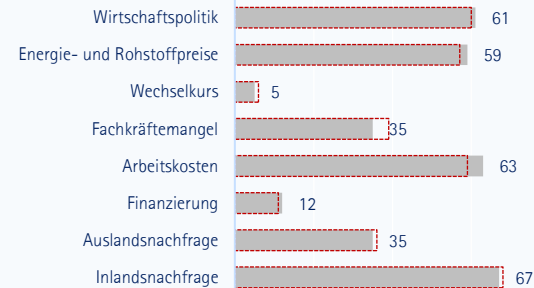 Wirtschaftspolitik 61
Energie- und Rohstoffpreise 59
Wechselkurs 5
Fachkräftemangel 35
Arbeitskosten 63
Finanzierung 12
Auslandsnachfrage 35
Inlandsnachfrage 67